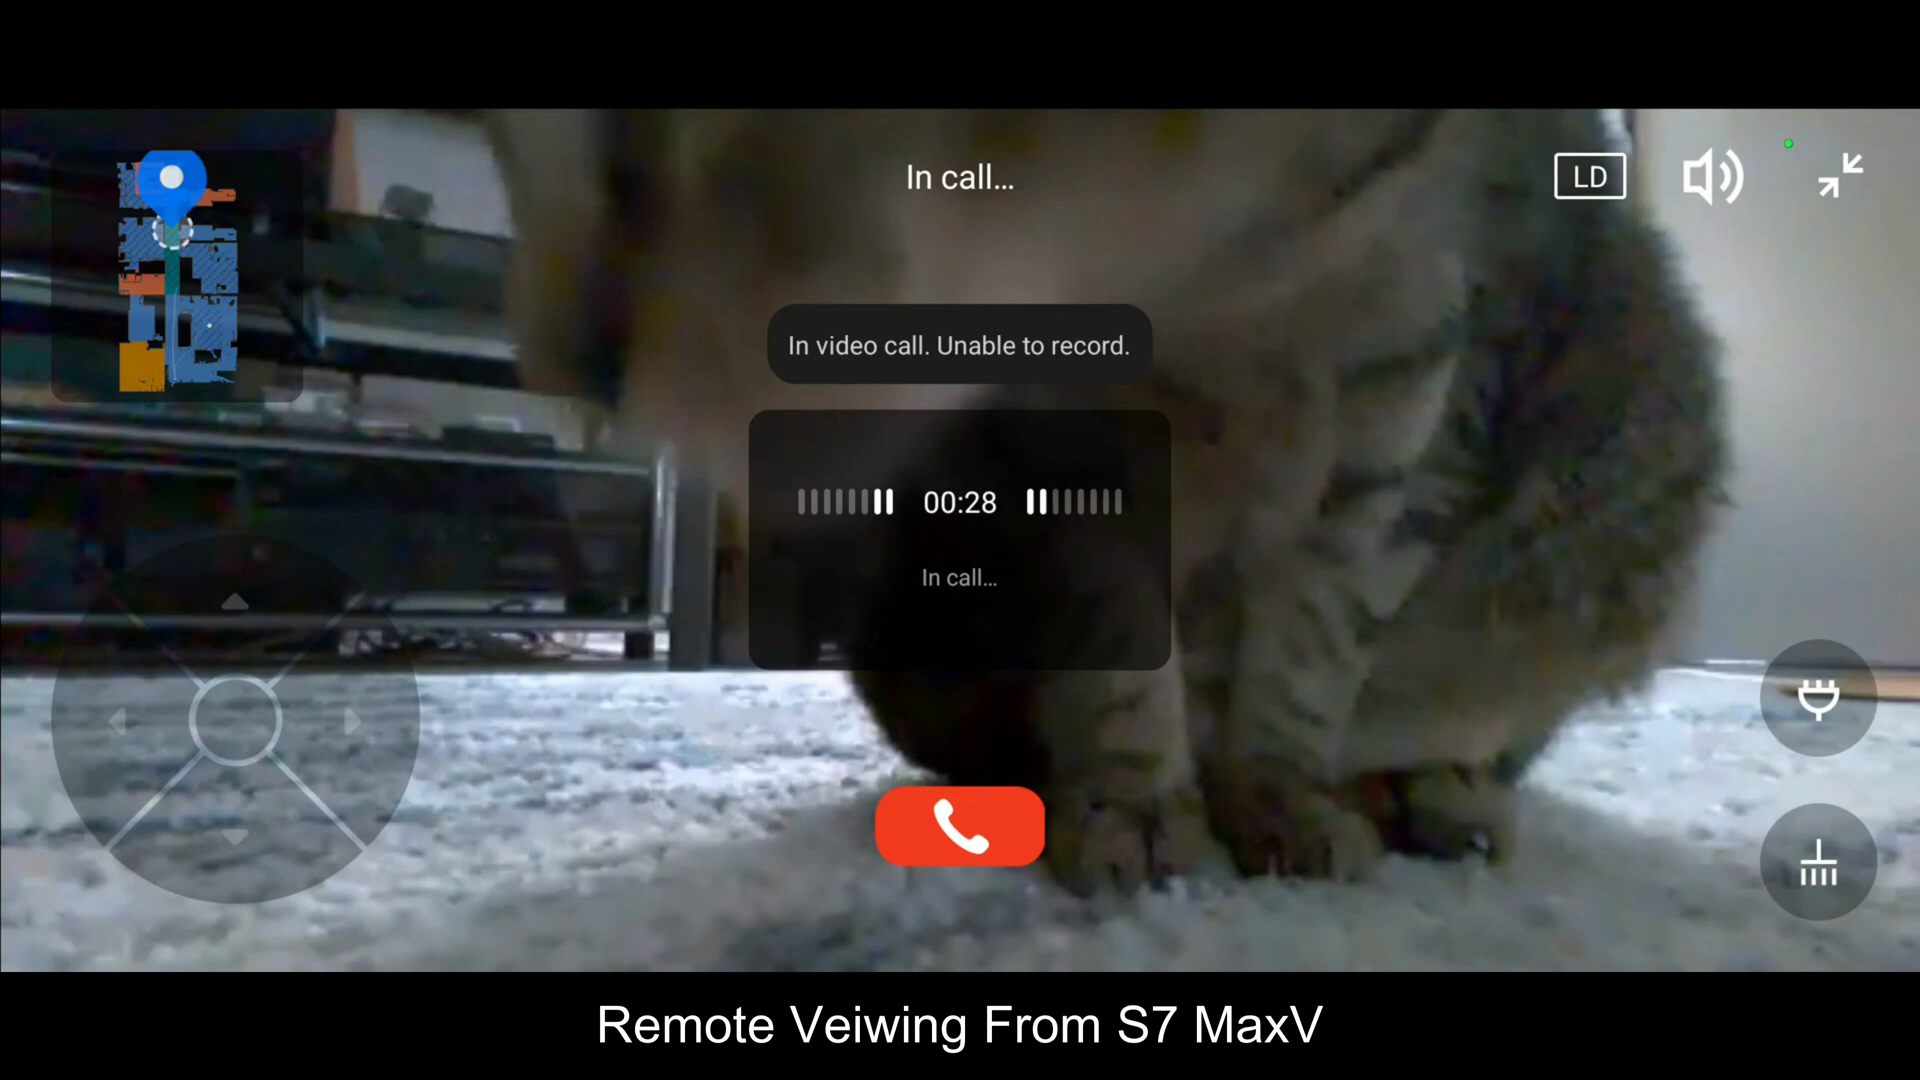 In call...
LD
In video call. Unable to record.
00:28
In call...
Remote Veiwing From S7 MaxV